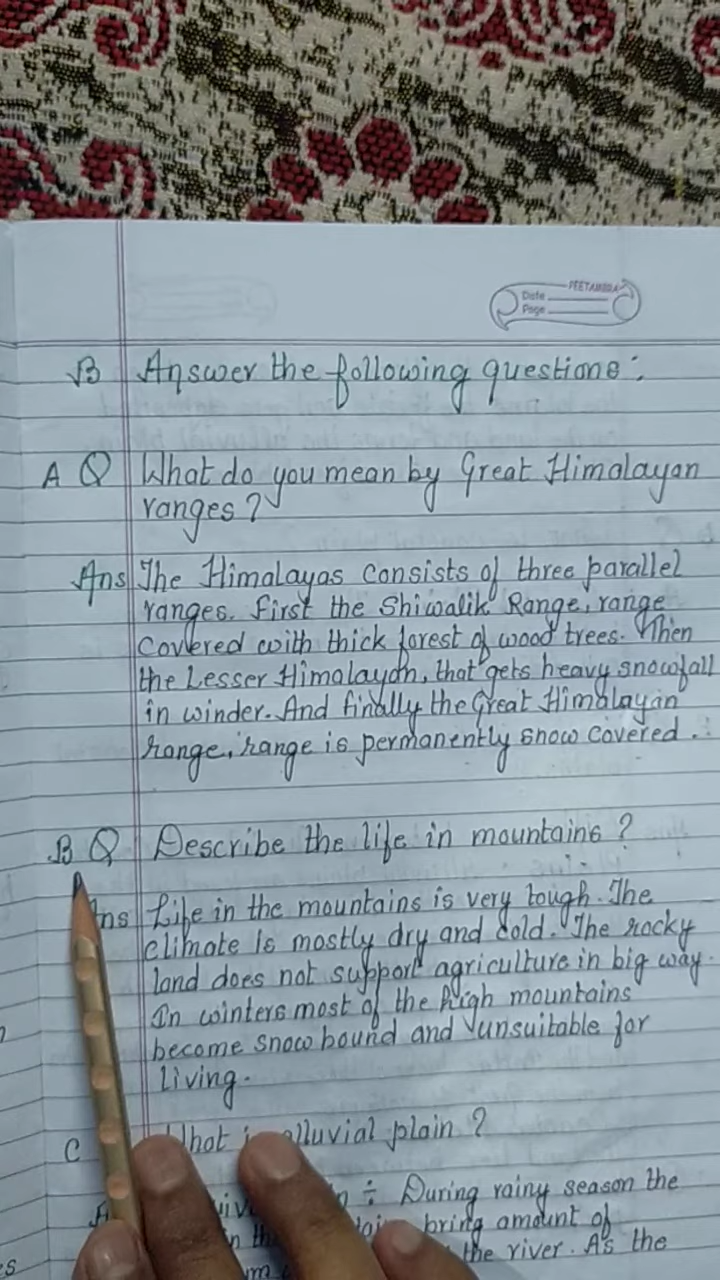 PEETAMBRA
Date
Page
B Answer the following questions:
A Q What do you mean by Great Himalayan
ranges?
Ans The Himalayas consists of three parallel
ranges. First the Shiwalik Range, range
covered with thick forest of wood trees. Then
the Lesser Himalayan, that gets heavy snowfall
in winder. And finally the Great Himalayan
range, range is permanently snow covered.
B Q Describe the life in mountains?
Ans Life in the mountains is very tough. The
climate is mostly dry and cold. The rocky
land does not support agriculture in big way.
In winters most of the high mountains
become snow bound and unsuitable for
living.
C What is alluvial plain?
÷ During rainy season the
bring amount of
the river. As the